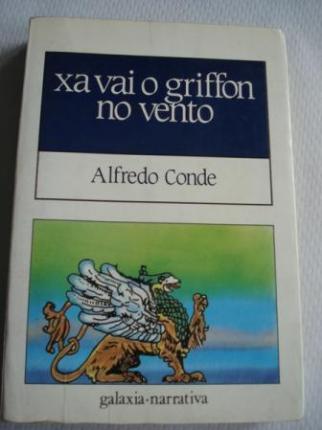 xa vai o griffon
no vento
Alfredo Conde
galaxia-narrativa